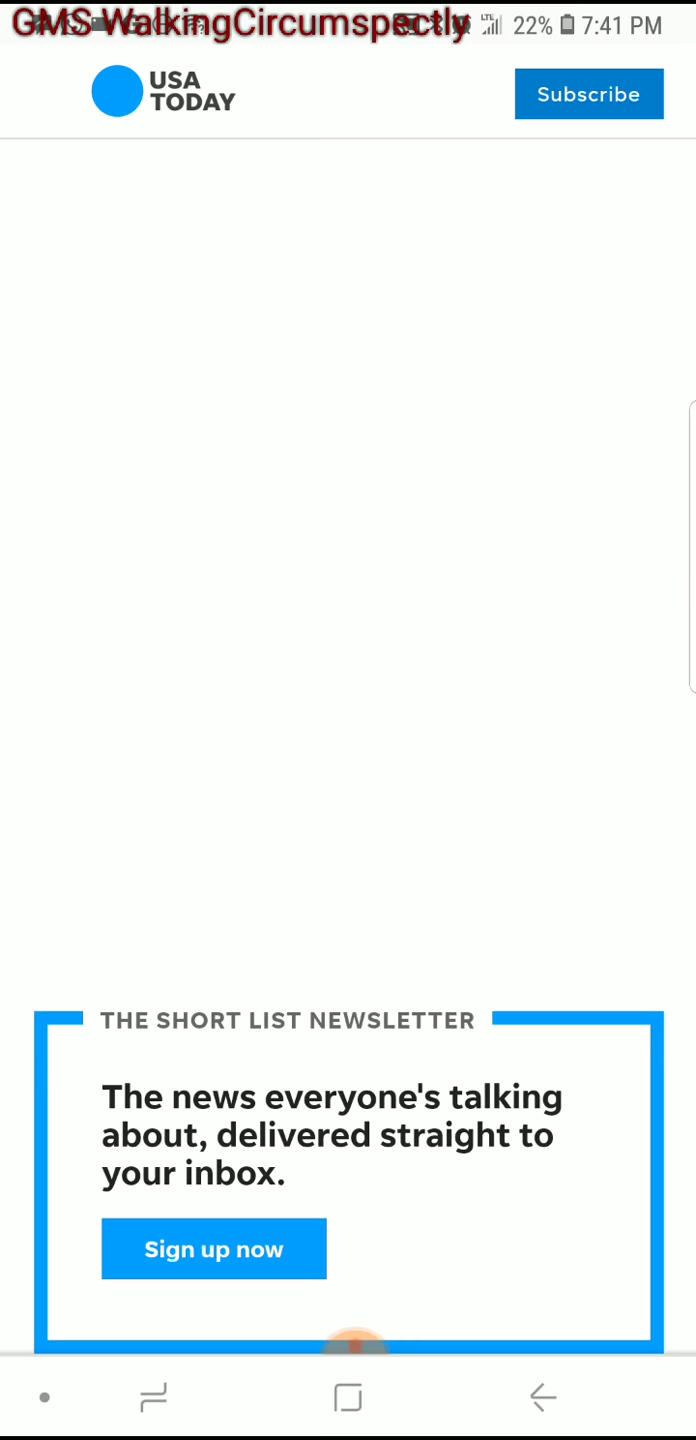 GMS WalkingCircumspectly
LTE 22% 7:41 PM
USA
TODAY
Subscribe
THE SHORT LIST NEWSLETTER
The news everyone's talking
about, delivered straight to
your inbox.
Sign up now